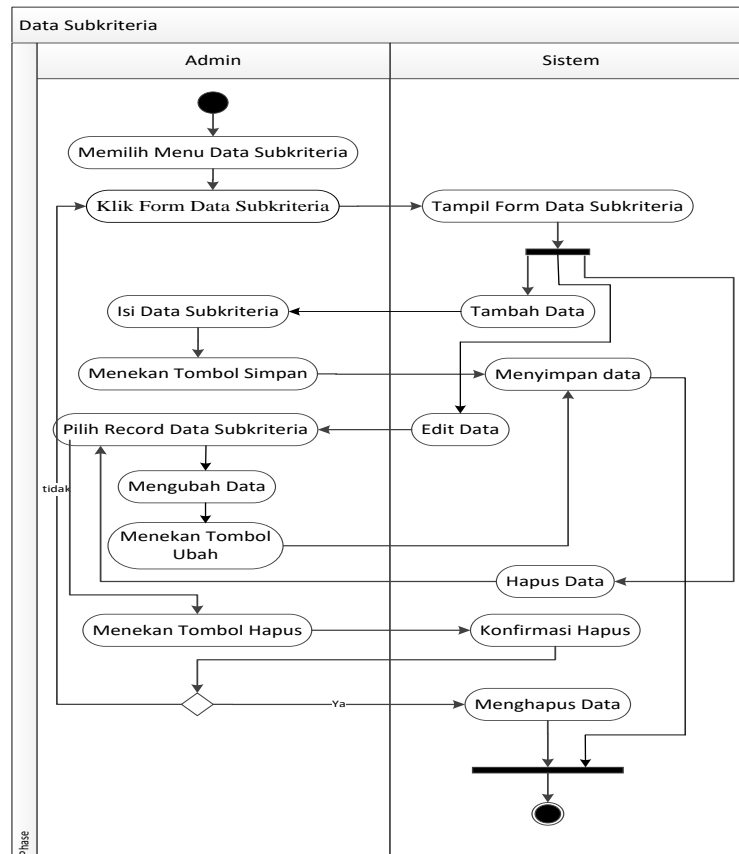 Data Subkriteria
Admin
Sistem
Memilih Menu Data Subkriteria
Klik Form Data Subkriteria
Tampil Form Data Subkriteria
Isi Data Subkriteria
Tambah Data
Menekan Tombol Simpan
Menyimpan data
Pilih Record Data Subkriteria
Edit Data
tidak
Mengubah Data
Menekan Tombol
Ubah
Hapus Data
Menekan Tombol Hapus
Konfirmasi Hapus
Ya
Menghapus Data
Phase